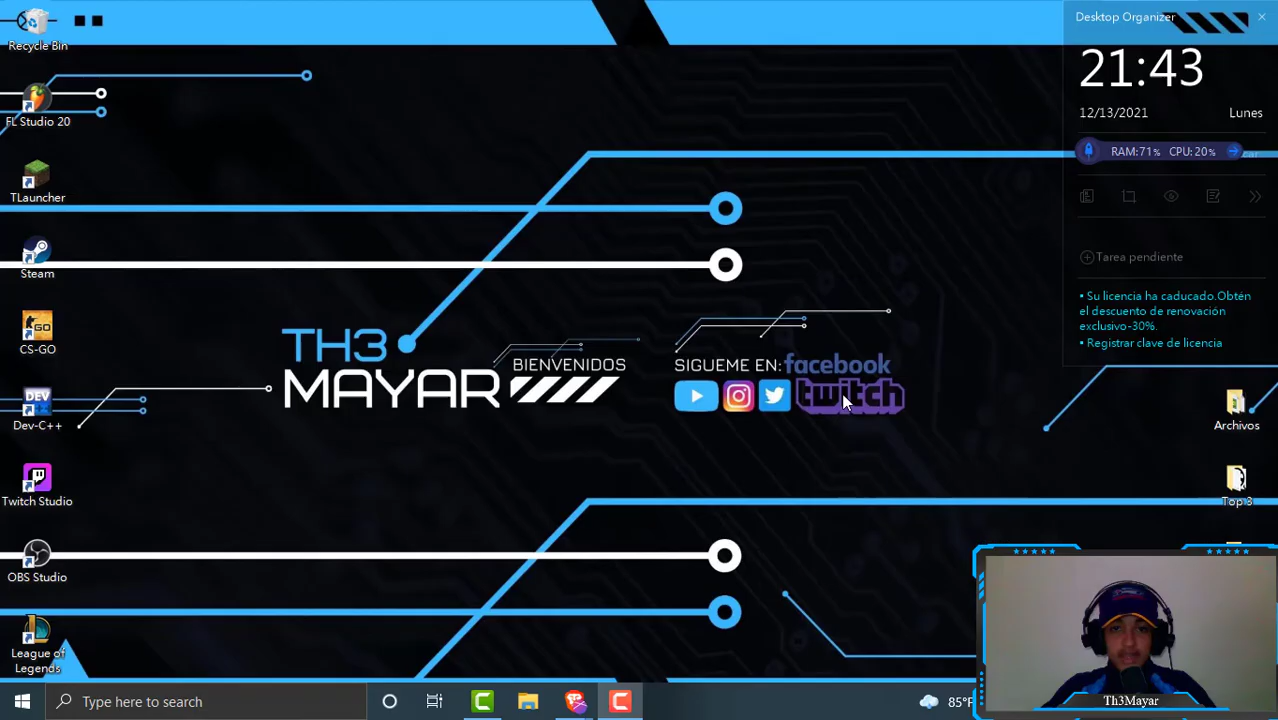 Recycle Bin
FL Studio 20
TLauncher
Steam
CS-GO
GO
DEV
Dev-C++
Twitch Studio
OBS Studio
League of
Legends
TH3
MAYAR
BIENVENIDOS
SIGUEME EN: facebook
twitch
Desktop Organizer
21:43
12/13/2021 Lunes
RAM:71% CPU: 20%
Tarea pendiente
• Su licencia ha caducado.Obtén
el descuento de renovación
exclusivo-30%.
• Registrar clave de licencia
Archivos
Top 3
Th3Mayar
Type here to search
85°F